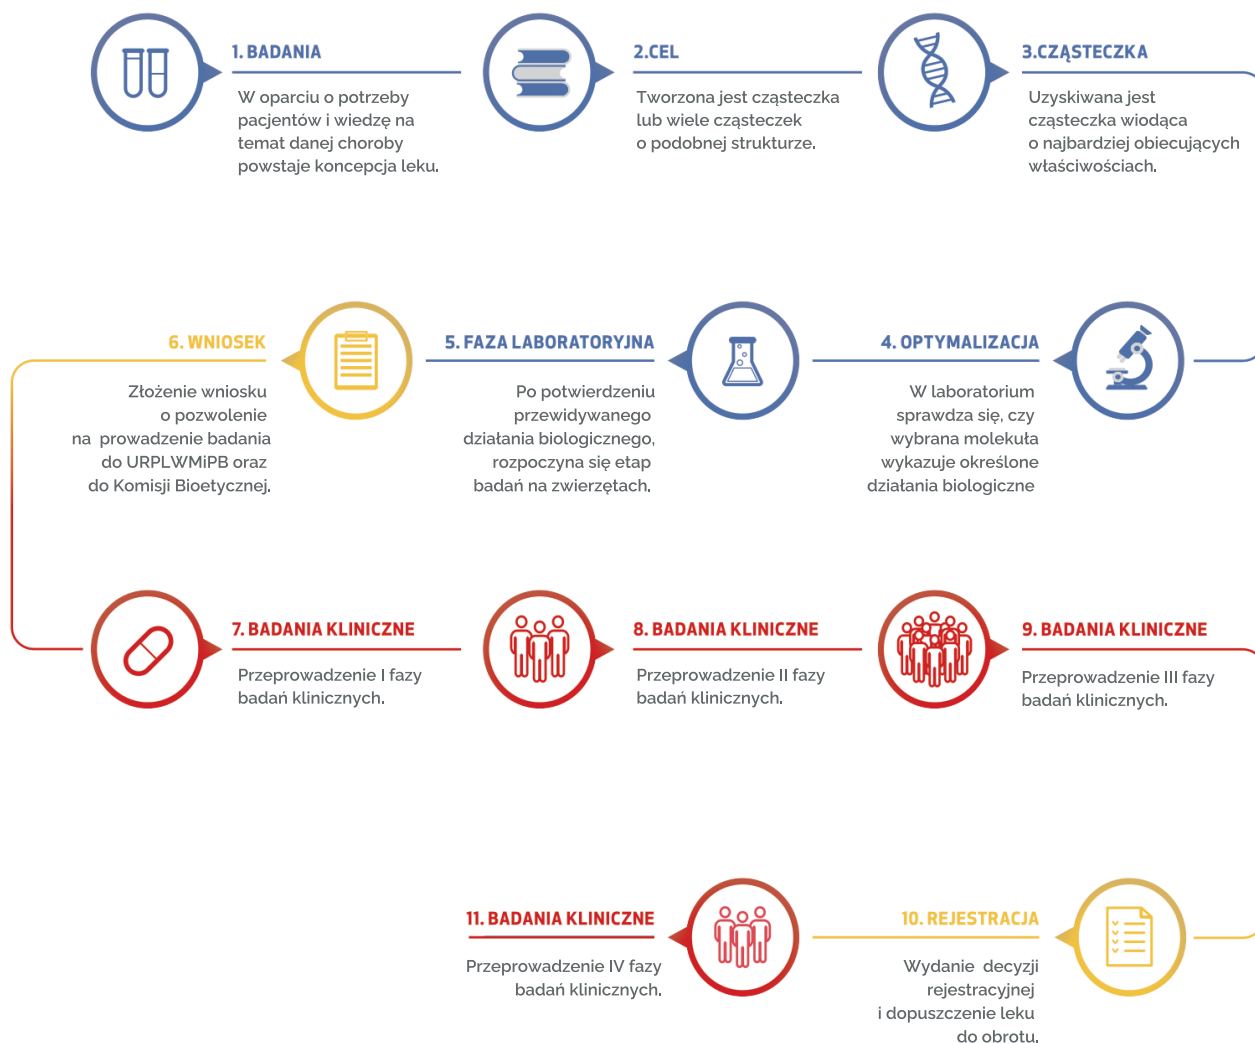 1. BADANIA
W oparciu o potrzeby
pacjentów i wiedzę na
temat danej choroby
powstaje koncepcja leku.
2.CEL
Tworzona jest cząsteczka
lub wiele cząsteczek
o podobnej strukturze.
3.CZĄSTECZKA
Uzyskiwana jest
cząsteczka wiodąca
o najbardziej obiecujących
właściwościach.
4. OPTYMALIZACJA
W laboratorium
sprawdza się, czy
wybrana molekuła
wykazuje określone
działania biologiczne
5. FAZA LABORATORYJNA
Po potwierdzeniu
przewidywanego
działania biologicznego,
rozpoczyna się etap
badań na zwierzętach.
6. WNIOSEK
Złożenie wniosku
o pozwolenie
na prowadzenie badania
do URPLWMiPB oraz
do Komisji Bioetycznej.
7. BADANIA KLINICZNE
Przeprowadzenie I fazy
badań klinicznych.
8. BADANIA KLINICZNE
Przeprowadzenie II fazy
badań klinicznych.
9. BADANIA KLINICZNE
Przeprowadzenie III fazy
badań klinicznych.
10. REJESTRACJA
Wydanie decyzji
rejestracyjnej
i dopuszczenie leku
do obrotu.
11. BADANIA KLINICZNE
Przeprowadzenie IV fazy
badań klinicznych.